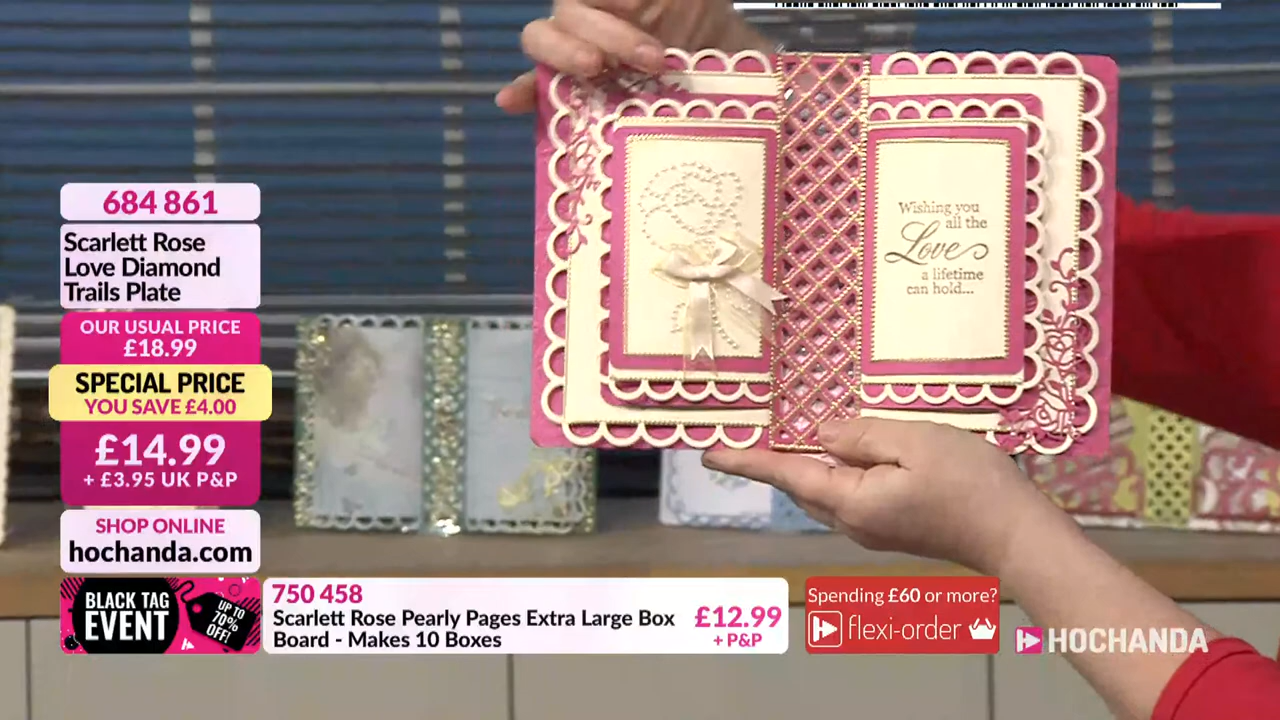 684 861
Scarlett Rose
Love Diamond
Trails Plate
OUR USUAL PRICE
£18.99
SPECIAL PRICE
YOU SAVE £4.00
£14.99
+ £3.95 UK P&P
SHOP ONLINE
hochanda.com
BLACK TAG
EVENT
UP TO
70%
OFF!
750 458
Scarlett Rose Pearly Pages Extra Large Box
Board - Makes 10 Boxes
£12.99
+ P&P
Spending £60 or more?
flexi-order
HOCHANDA
Wishing you
all the
Love
a lifetime
can hold...